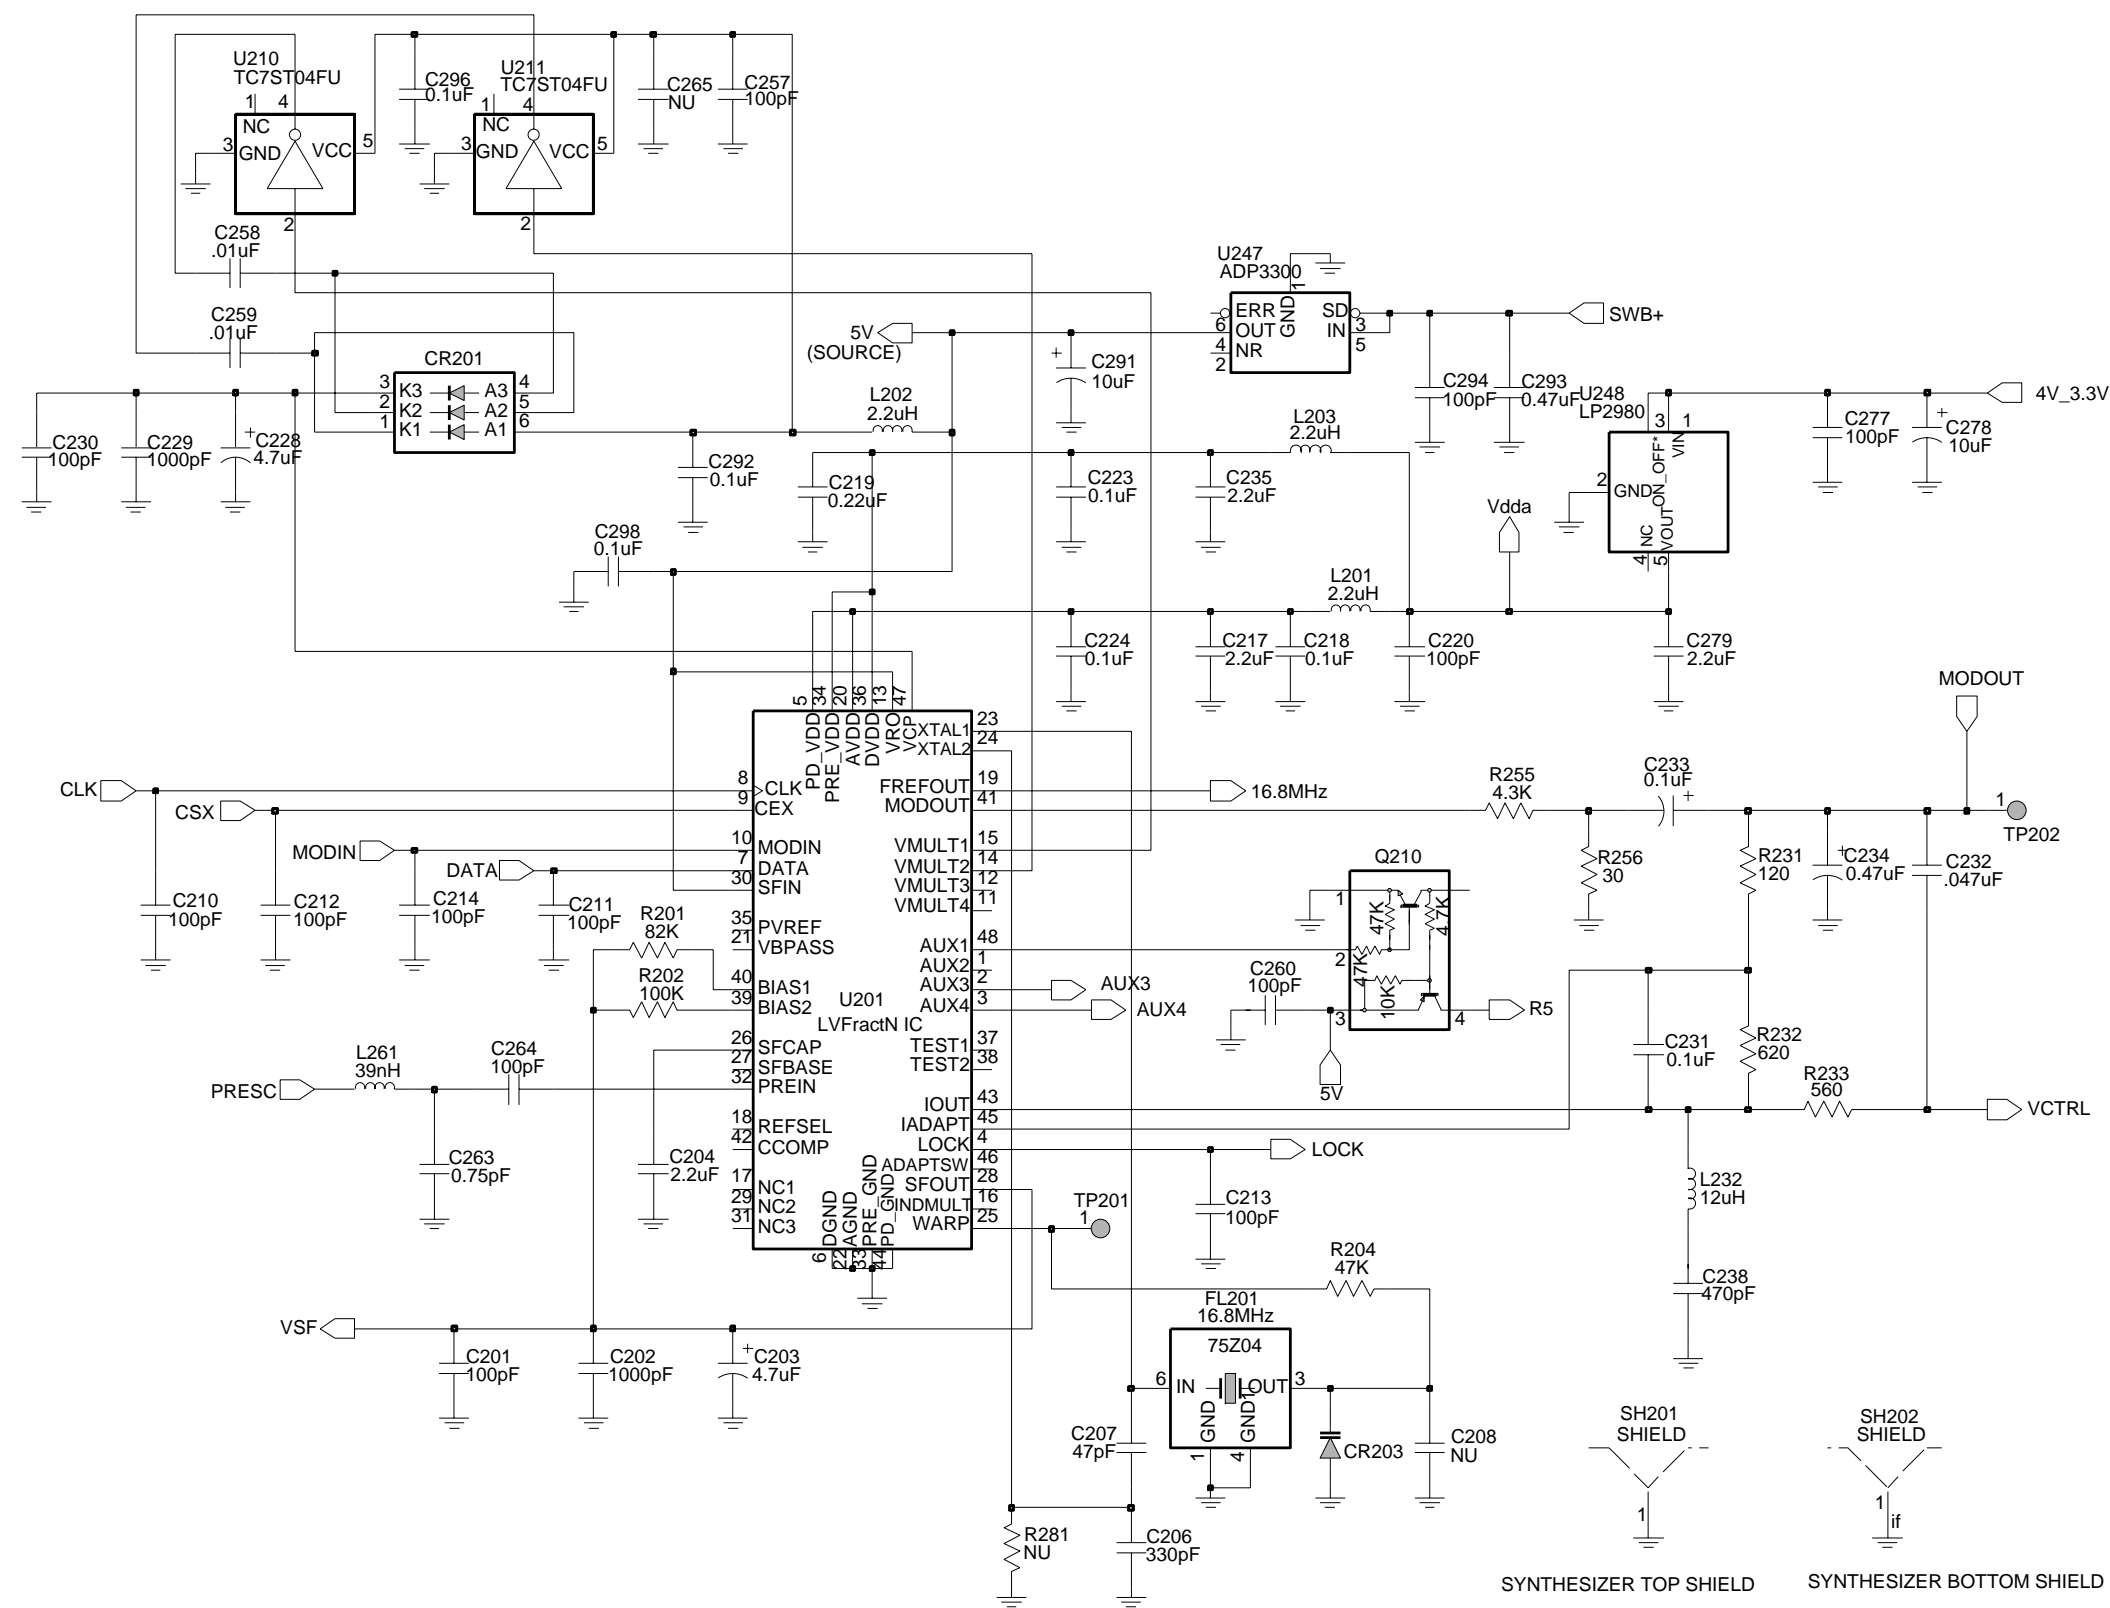 U210
TC7ST04FU
1
4
NC
3
GND
VCC
5
2
C296
0.1uF
U211
TC7ST04FU
1
4
NC
3
GND
VCC
5
2
C265
NU
C257
100pF
C258
.01uF
C259
.01uF
CR201
3
K3
A3
4
2
K2
A2
5
1
K1
A1
6
C230
100pF
C229
1000pF
+
C228
4.7uF
5V
(SOURCE)
L202
2.2uH
+
C291
10uF
U247
ADP3300
1
ERR
GND
SD
6
OUT
IN
3
4
NR
5
2
SWB+
C294
100pF
C293
0.47uF
U248
LP2980
3
1
ON_OFF*
VIN
2
GND
NC
VOUT
4
5
4V_3.3V
C277
100pF
+
C278
10uF
C292
0.1uF
C219
0.22uF
C223
0.1uF
C235
2.2uF
L203
2.2uH
Vdda
C298
0.1uF
L201
2.2uH
C224
0.1uF
C217
2.2uF
C218
0.1uF
C220
100pF
C279
2.2uF
5
34
20
36
13
47
PD_VDD
PRE_VDD
AVDD
DVDD
VRO
VCP
XTAL1
23
XTAL2
24
CLK
8
CLK
CSX
9
CEX
MODIN
10
MODIN
DATA
7
DATA
30
SFIN
35
PVREF
21
VBPASS
40
BIAS1
39
BIAS2
26
SFCAP
27
SFBASE
32
PREIN
18
REFSEL
42
CCOMP
17
NC1
29
NC2
31
NC3
U201
LVFractN IC
DGND
AGND
PRE_GND
PD_GND
6
22
33
44
FREFOUT
19
16.8MHz
MODOUT
41
VMULT1
15
VMULT2
14
VMULT3
12
VMULT4
11
AUX1
48
AUX2
1
AUX3
2
AUX3
AUX4
3
AUX4
TEST1
37
TEST2
38
IOUT
43
IADAPT
45
LOCK
4
LOCK
ADAPTSW
46
SFOUT
28
INDMULT
16
WARP
25
C210
100pF
C212
100pF
C214
100pF
C211
100pF
R201
82K
R202
100K
PRESC
L261
39nH
C264
100pF
C263
0.75pF
C204
2.2uF
VSF
C201
100pF
C202
1000pF
+
C203
4.7uF
Q210
1
47K
4.7K
2
47K
10K
3
4
R5
C260
100pF
5V
MODOUT
R255
4.3K
C233
0.1uF
+
1
TP202
R256
30
R231
120
+
C234
0.47uF
C232
.047uF
C231
0.1uF
R232
620
R233
560
VCTRL
L232
12uH
C238
470pF
TP201
1
C213
100pF
R204
47K
FL201
16.8MHz
75Z04
6
IN
OUT
3
GND
GND1
1
4
C207
47pF
CR203
C208
NU
R281
NU
C206
330pF
SH201
SHIELD
1
SYNTHESIZER TOP SHIELD
SH202
SHIELD
1
if
SYNTHESIZER BOTTOM SHIELD